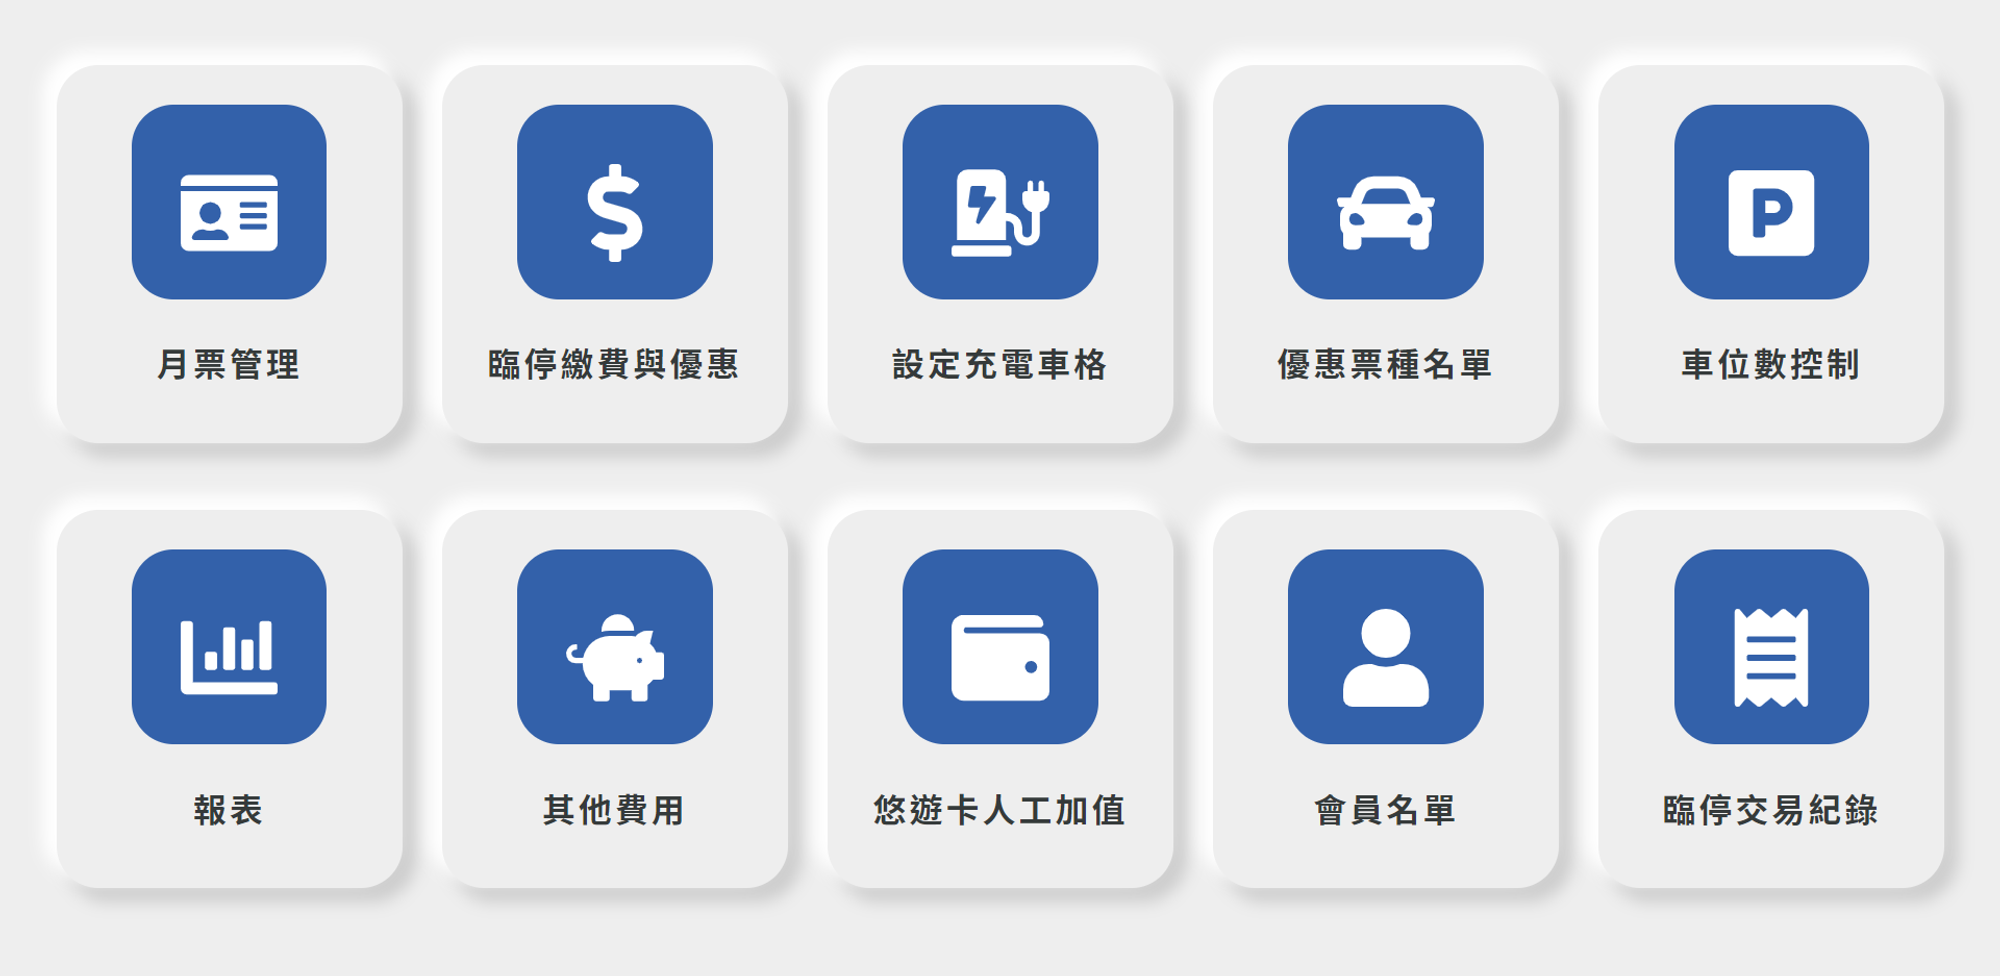 月票管理
臨停繳費與優惠
設定充電車格
優惠票種名單
P
車位數控制
報表
其他費用
悠遊卡人工加值
會員名單
臨停交易紀錄